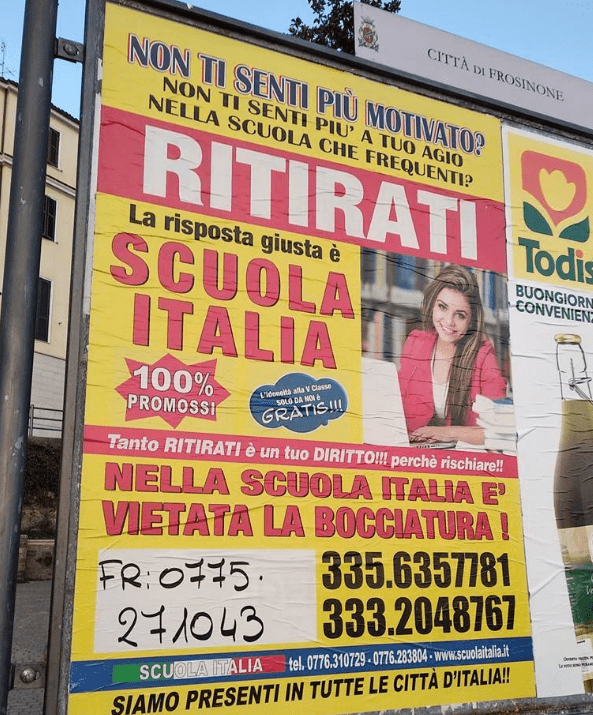 CITTÀ DI FROSINONE
NON TI SENTI PIÙ MOTIVATO?
NON TI SENTI PIU' A TUO AGIO
NELLA SCUOLA CHE FREQUENTI?
RITIRATI
La risposta giusta è
SCUOLA
ITALIA
100%
PROMOSSI
L'idoneità alla V Classe
SOLO DA NOI è
GRATIS!!!
Tanto RITIRATI è un tuo DIRITTO!!! perchè rischiare!!
NELLA SCUOLA ITALIA E'
VIETATA LA BOCCIATURA !
FR: 0775.
271043
335.6357781
333.2048767
SCUOLA ITALIA tel. 0776.310729 - 0776.283804 - www.scuolaitalia.it
SIAMO PRESENTI IN TUTTE LE CITTÀ D'ITALIA!!
Todis
BUONGIORN
CONVENIENZ